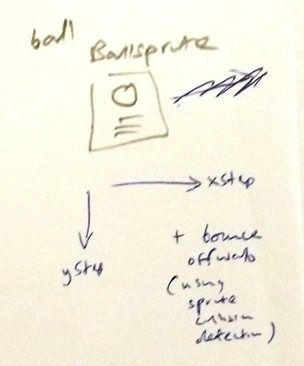 ball
Ballsprite
xStep
yStep
+ bounce
off walls
(using
sprite
collision
detection)